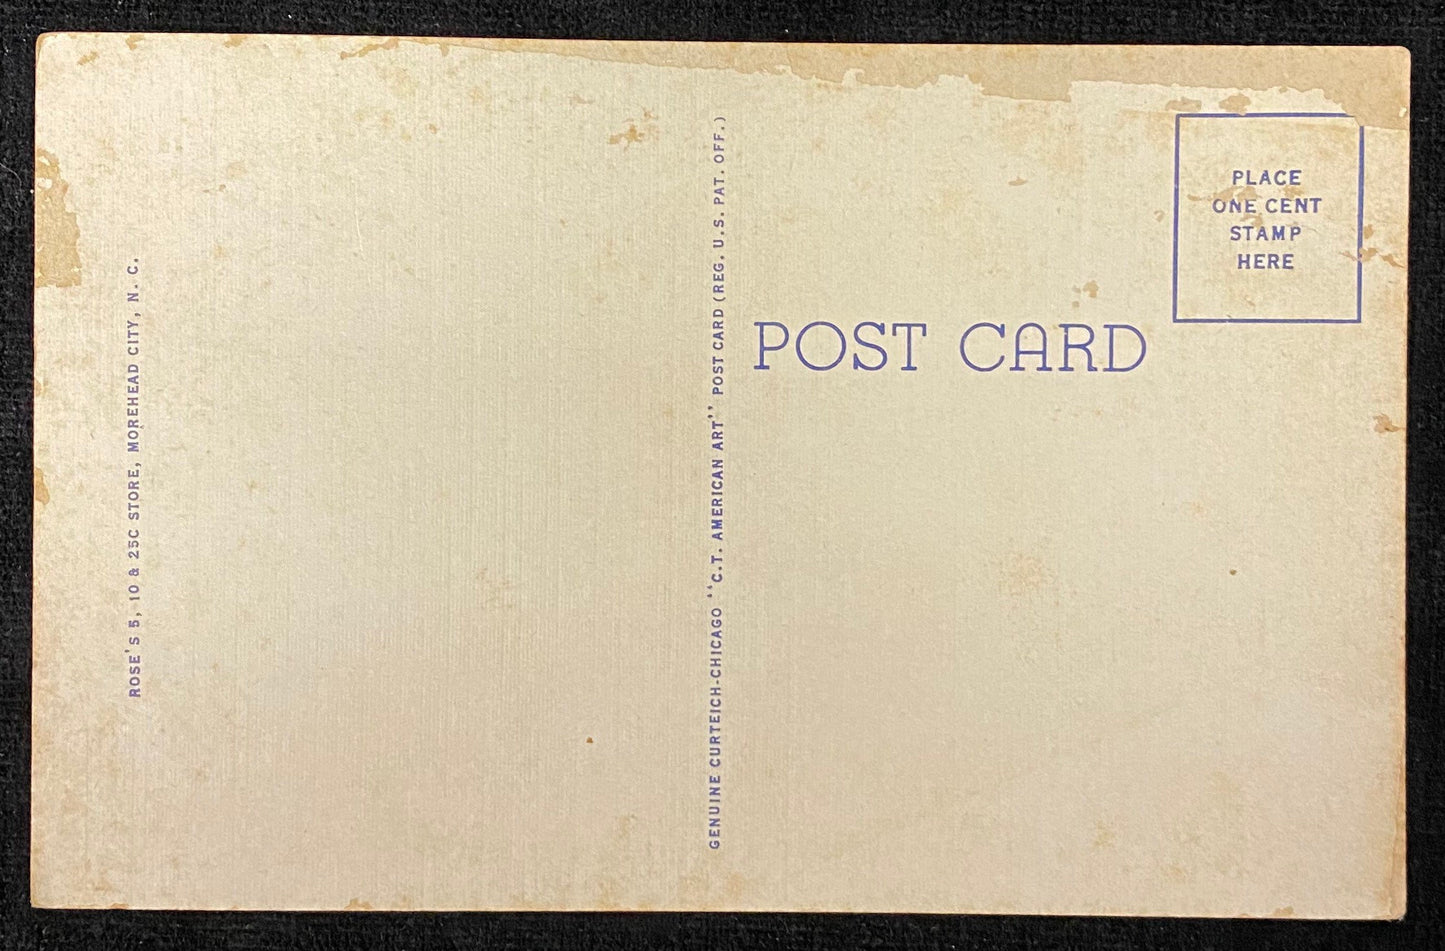 ROSE'S 5, 10 & 25C STORE, MOREHEAD CITY, N. C.
GENUINE CURTEICH-CHICAGO "C.T. AMERICAN ART" POST CARD (REG. U.S. PAT. OFF.)
POST CARD
PLACE
ONE CENT
STAMP
HERE